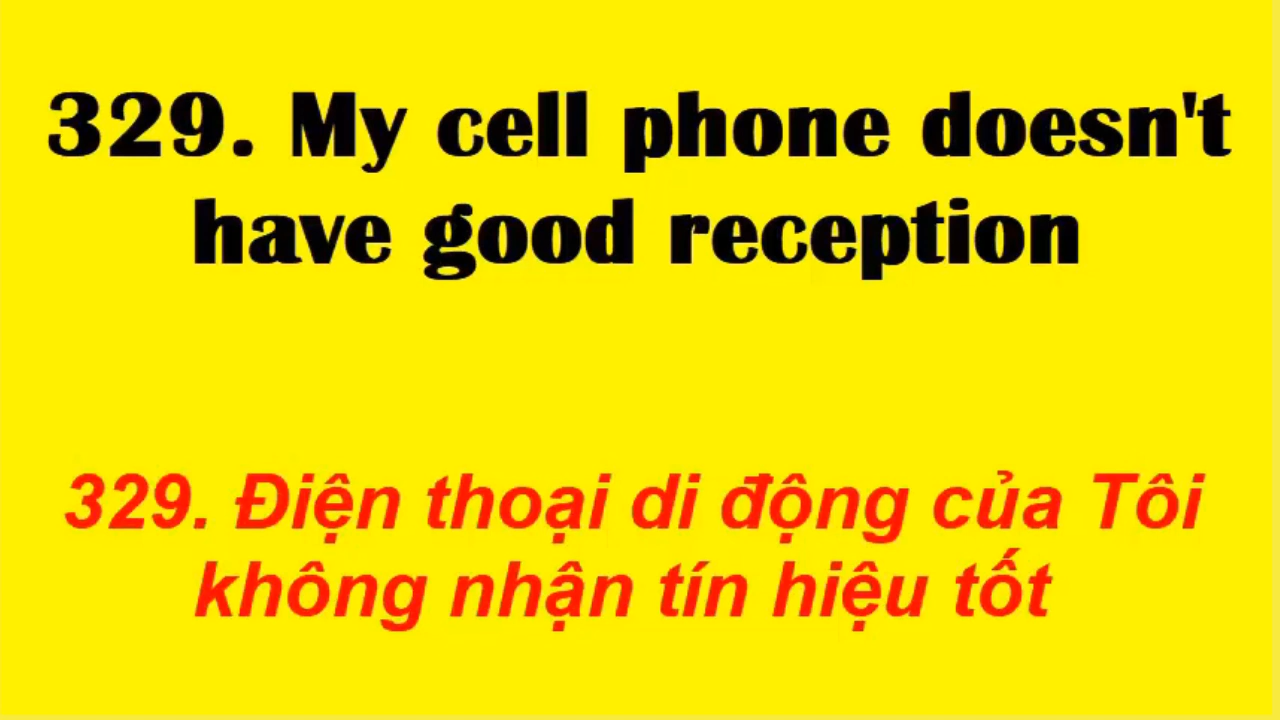 329. My cell phone doesn't
have good reception
329. Điện thoại di động của Tôi
không nhận tín hiệu tốt